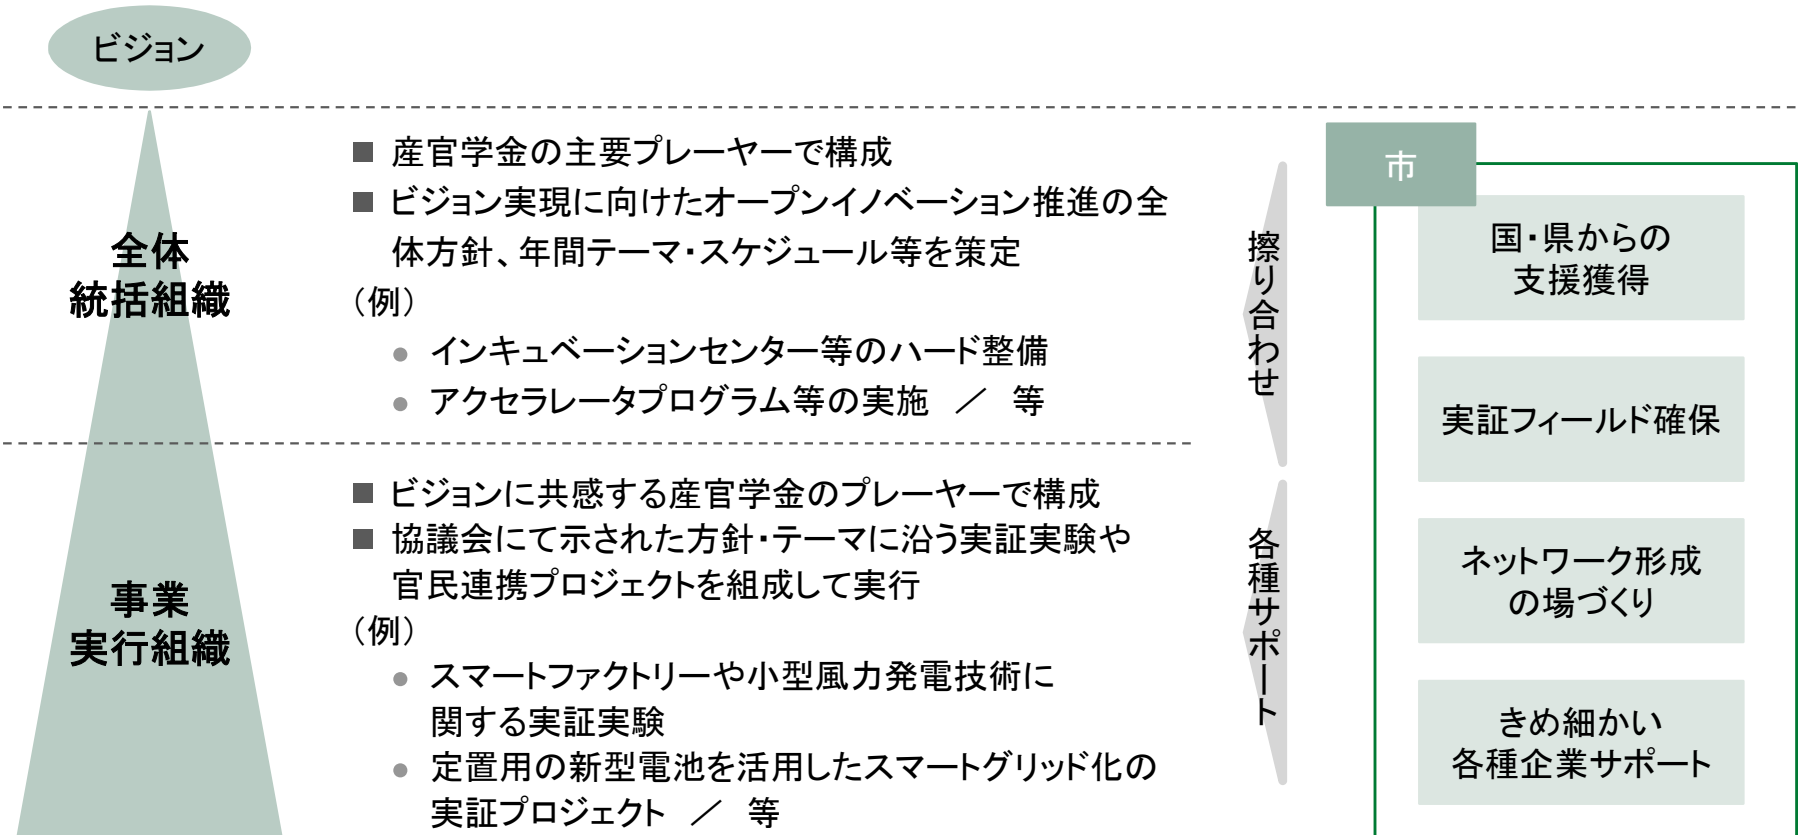 ビジョン
全体
統括組織
■ 産官学金の主要プレーヤーで構成
■ ビジョン実現に向けたオープンイノベーション推進の全
体方針、年間テーマ・スケジュール等を策定
（例）
● インキュベーションセンター等のハード整備
● アクセラレータプログラム等の実施 ／ 等
擦り合わせ
事業
実行組織
■ ビジョンに共感する産官学金のプレーヤーで構成
■ 協議会にて示された方針・テーマに沿う実証実験や
官民連携プロジェクトを組成して実行
（例）
● スマートファクトリーや小型風力発電技術に
関する実証実験
● 定置用の新型電池を活用したスマートグリッド化の
実証プロジェクト ／ 等
各種サポート
市
国・県からの
支援獲得
実証フィールド確保
ネットワーク形成
の場づくり
きめ細かい
各種企業サポート